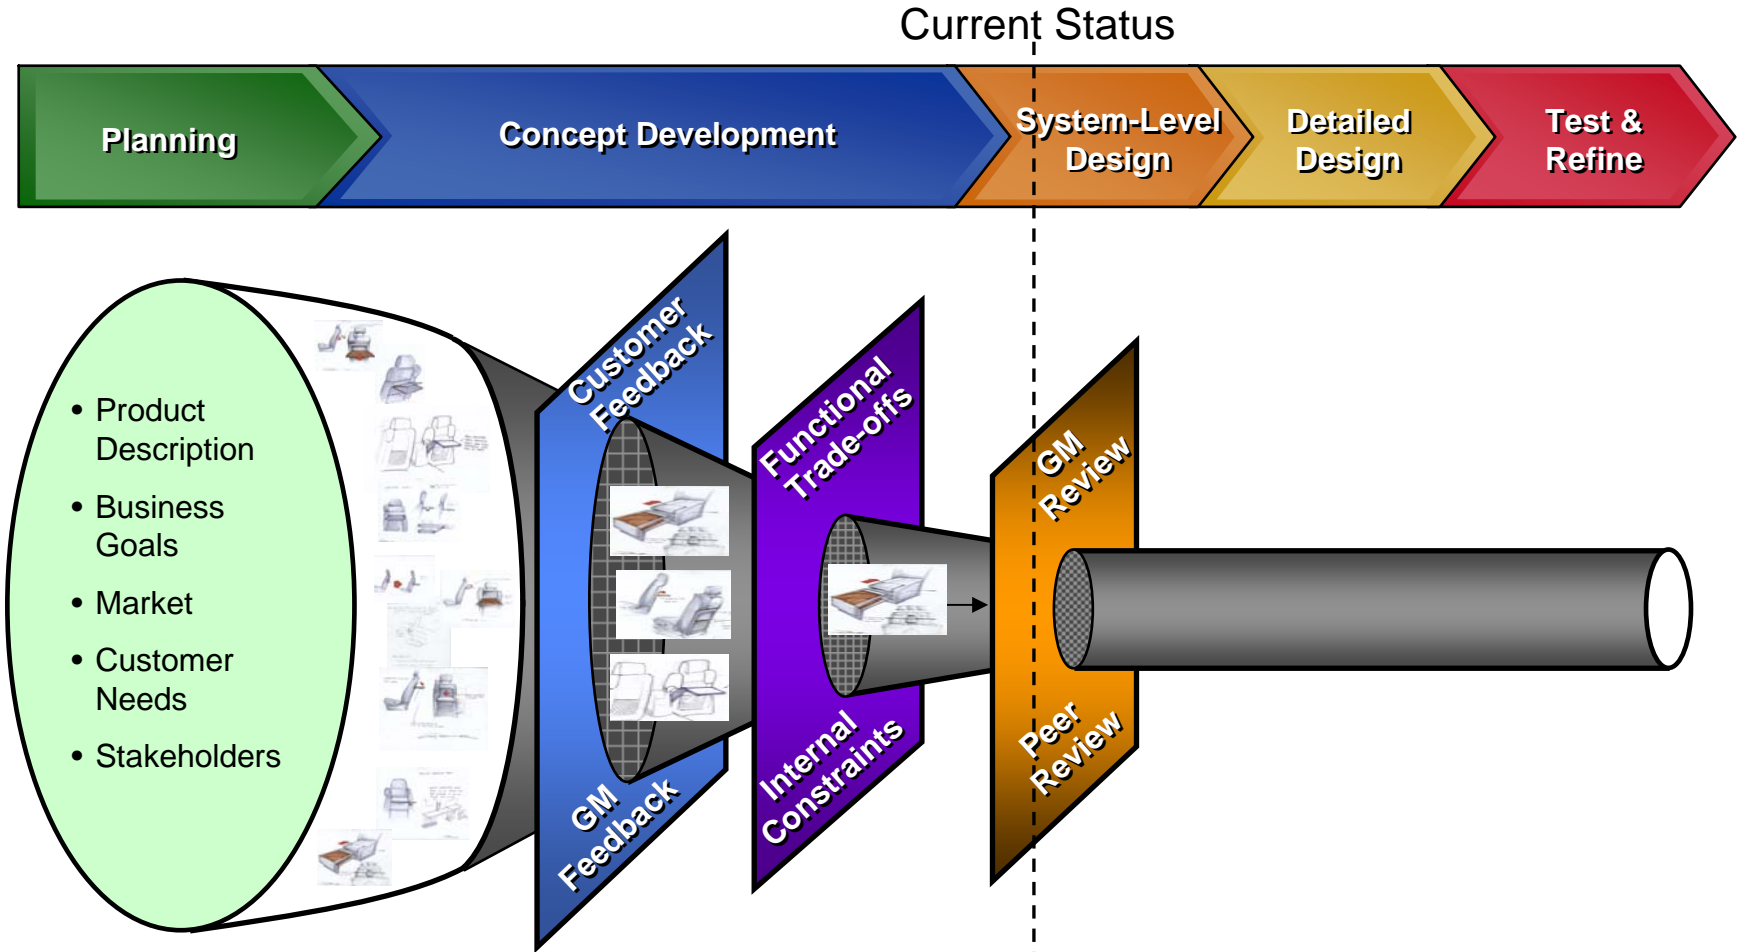 Current Status
Planning
Concept Development
System-Level
Design
Detailed
Design
Test &
Refine
• Product
Description
• Business
Goals
• Market
• Customer
Needs
• Stakeholders
Customer
Feedback
GM
Feedback
Functional
Trade-offs
Internal
Constraints
GM
Review
Peer
Review